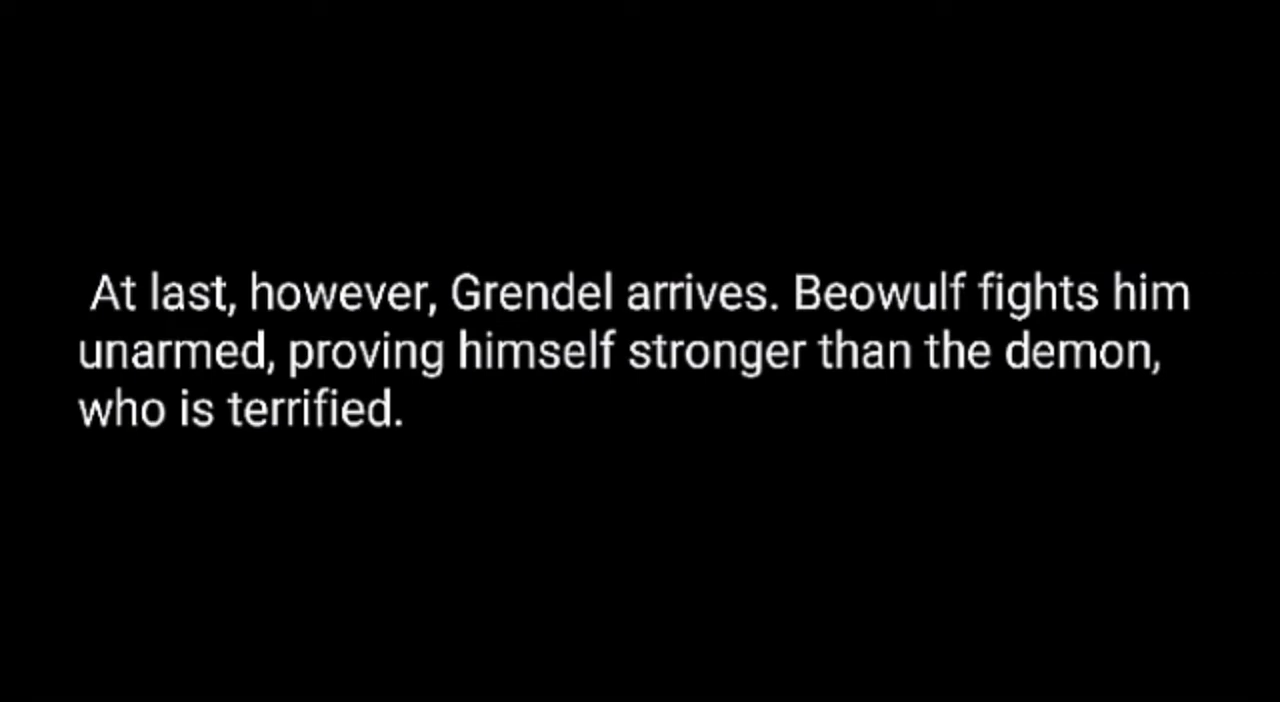 At last, however, Grendel arrives. Beowulf fights him
unarmed, proving himself stronger than the demon,
who is terrified.